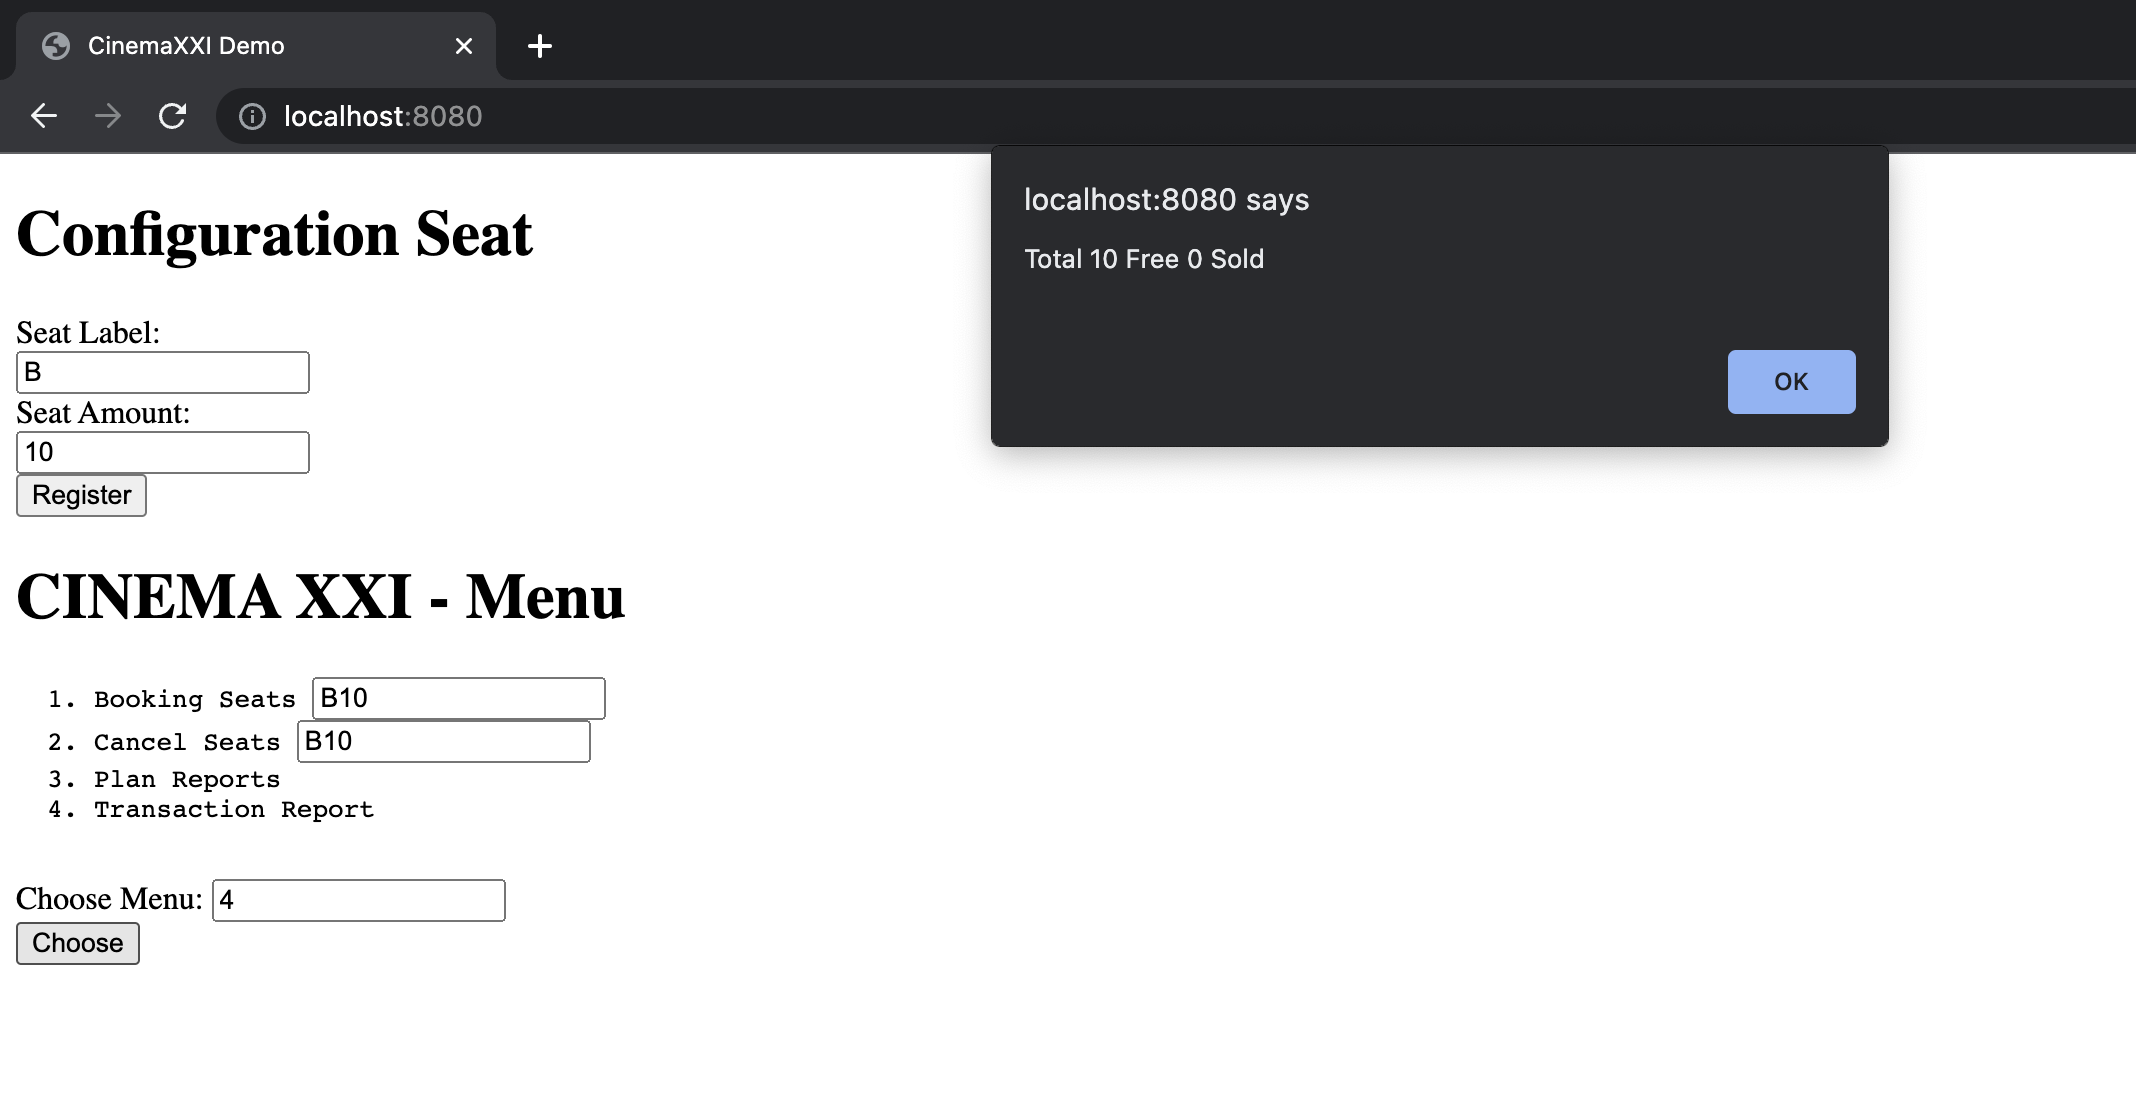 CinemaXXI Demo
localhost:8080
localhost:8080 says
Total 10 Free 0 Sold
OK
Configuration Seat
Seat Label:
B
Seat Amount:
10
Register
CINEMA XXI - Menu
1. Booking Seats B10
2. Cancel Seats B10
3. Plan Reports
4. Transaction Report
Choose Menu: 4
Choose